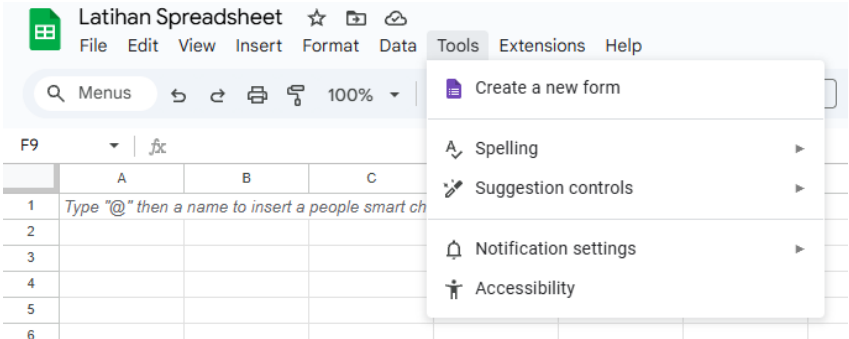 Latihan Spreadsheet
File Edit View Insert Format Data Tools Extensions Help
Menus 100%
Create a new form
F9 fx
Spelling
A B C
Suggestion controls
1 Type "@" then a name to insert a people smart ch
2
3
Notification settings
4
Accessibility
5
6